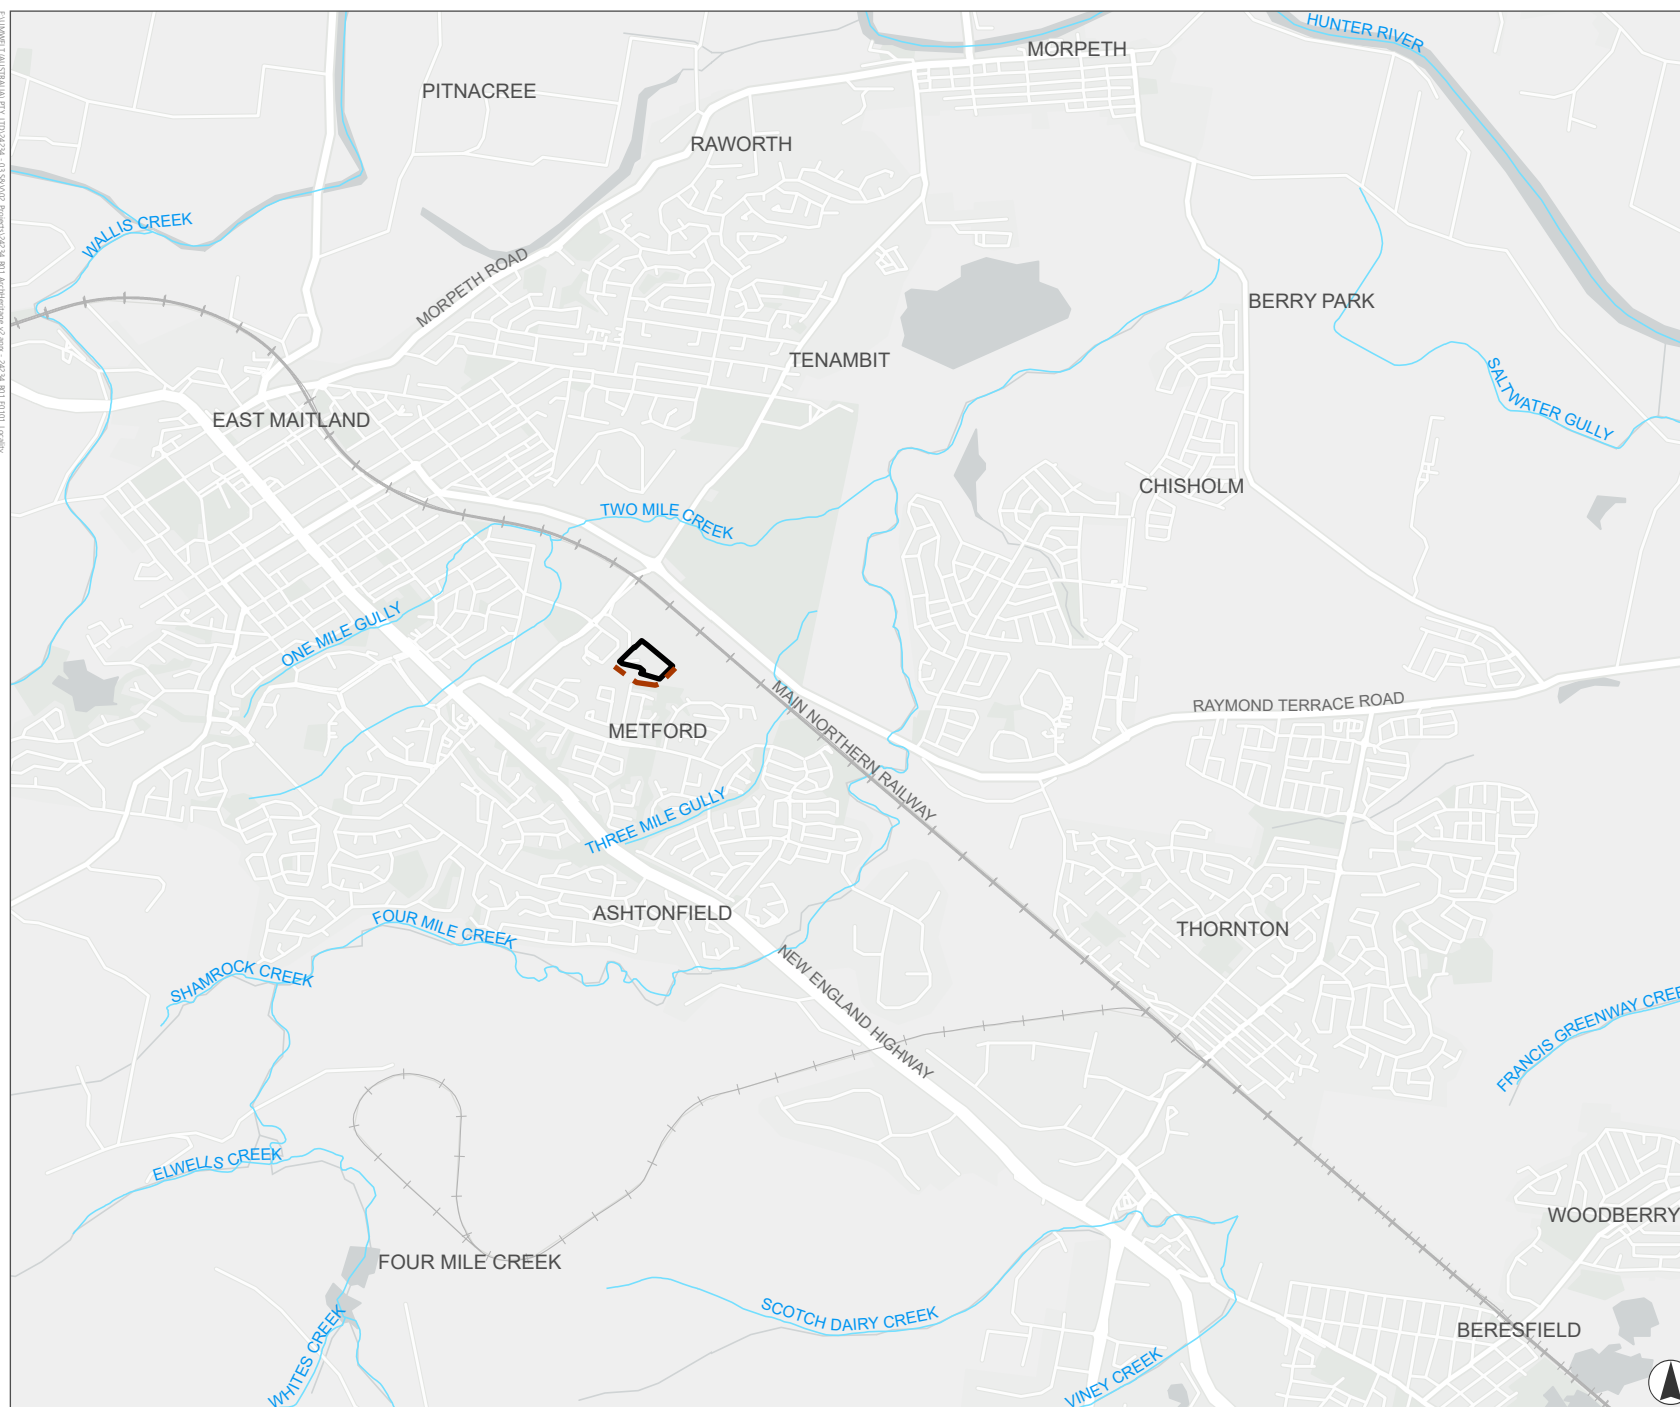 HUNTER RIVER
MORPETH
PITNACREE
RAWORTH
WALLIS CREEK
MORPETH ROAD
BERRY PARK
TENAMBIT
SALTWATER GULLY
EAST MAITLAND
CHISHOLM
TWO MILE CREEK
ONE MILE GULLY
RAYMOND TERRACE ROAD
METFORD
MAIN NORTHERN RAILWAY
THREE MILE GULLY
ASHTONFIELD
FOUR MILE CREEK
THORNTON
SHAMROCK CREEK
NEW ENGLAND HIGHWAY
FRANCIS GREENWAY CREE
ELWELLS CREEK
WOODBERRY
FOUR MILE CREEK
SCOTCH DAIRY CREEK
BERESFIELD
WHITES CREEK
VINEY CREEK